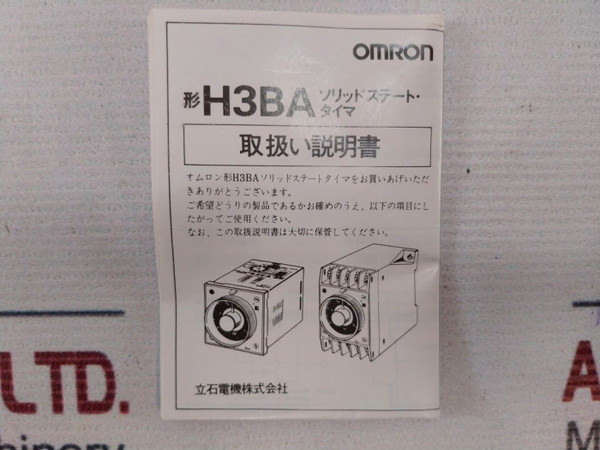 OMRON
形 H3BA ソリッドステート・
タイマ
取扱い説明書
オムロン形H3BAソリッドステートタイマをお買いあげいただ
きありがとうございます。
ご希望どうりの製品であるかお確めのうえ、以下の項目にし
たがってご使用ください。
なお、この取扱説明書は大切に保管してください。
立石電機株式会社
LTD.
A
hinery
M